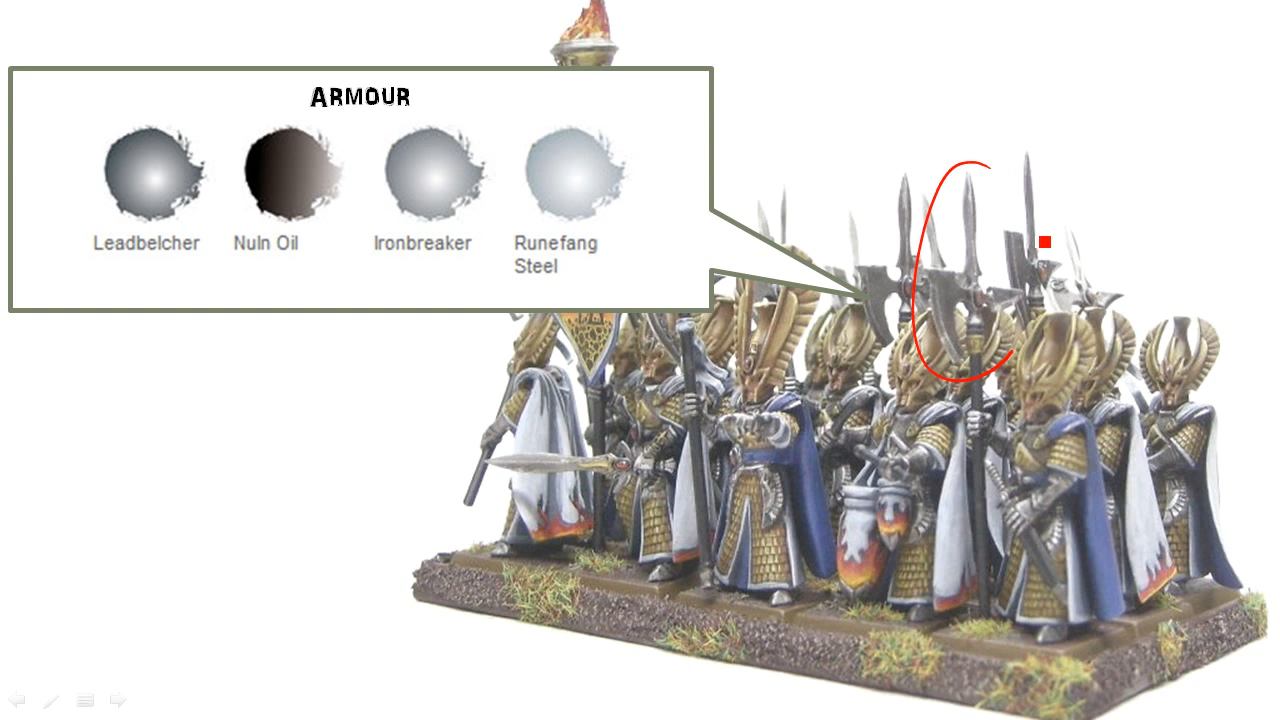 ARMOUR
Leadbelcher
Nuln Oil
Ironbreaker
Runefang
Steel